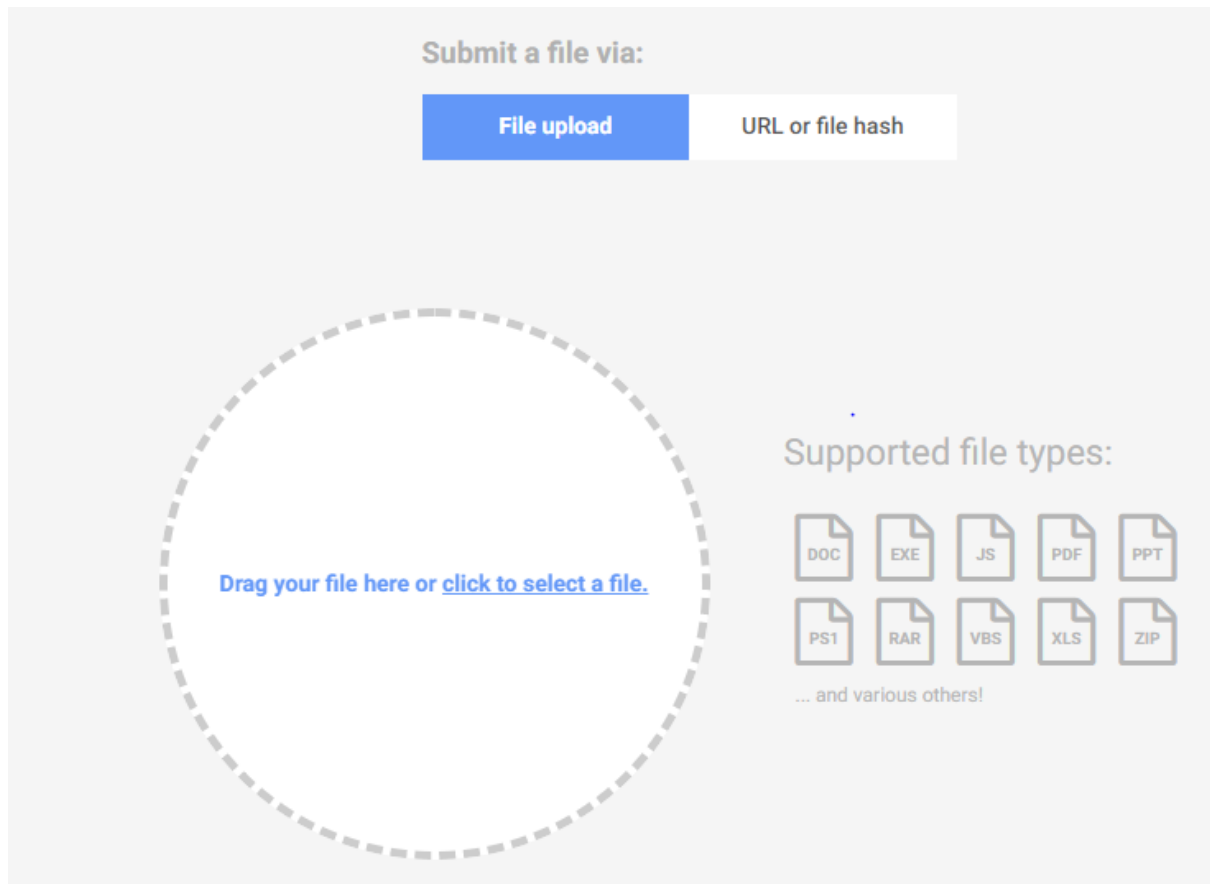 Submit a file via:
File upload URL or file hash
Drag your file here or click to select a file.
Supported file types:
DOC EXE JS PDF PPT
PS1 RAR VBS XLS ZIP
... and various others!